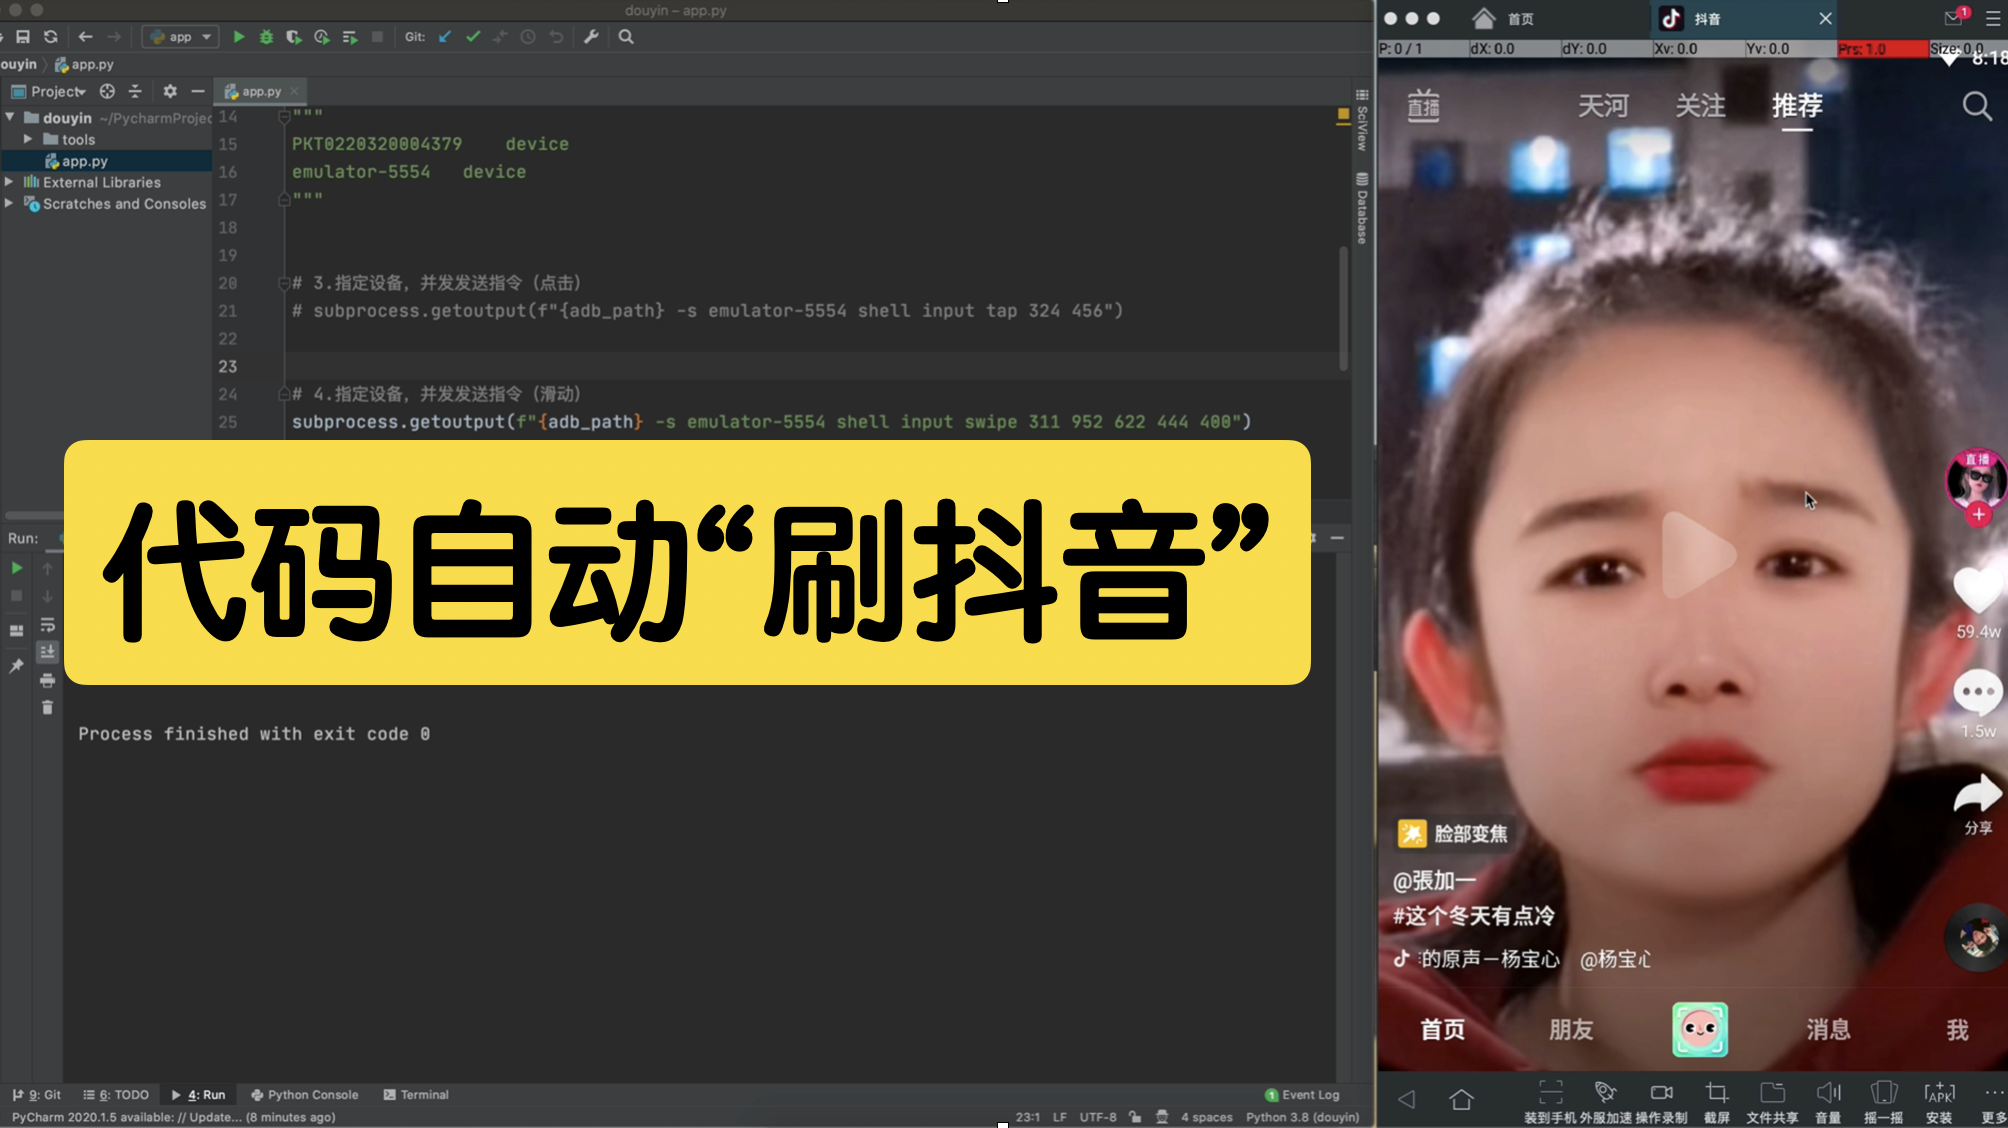 douyin – app.py
app
Git:
ouyin
app.py
Project
app.py
douyin ~/PycharmProjec
tools
app.py
External Libraries
Scratches and Consoles
14 """
15 PKT0220320004379 device
16 emulator-5554 device
17 """
18
19
20 # 3.指定设备，并发发送指令（点击）
21 # subprocess.getoutput(f"{adb_path} -s emulator-5554 shell input tap 324 456")
22
23
24 # 4.指定设备，并发发送指令（滑动）
25 subprocess.getoutput(f"{adb_path} -s emulator-5554 shell input swipe 311 952 622 444 400")
SciView
Database
代码自动“刷抖音”
Run:
Process finished with exit code 0
9: Git
6: TODO
4: Run
Python Console
Terminal
1 Event Log
PyCharm 2020.1.5 available: // Update... (8 minutes ago)
23:1 LF UTF-8 4 spaces Python 3.8 (douyin)
首页
抖音
1
P: 0 / 1 dX: 0.0 dY: 0.0 Xv: 0.0 Yv: 0.0 Prs: 1.0 Size: 0.0
8:18
直播 天河 关注 推荐
直播
59.4w
1.5w
分享
脸部变焦
@張加一
#这个冬天有点冷
的原声－杨宝心 @杨宝心
首页 朋友 消息 我
装到手机 外服加速 操作录制 截屏 文件共享 音量 摇一摇 安装 更多
APK